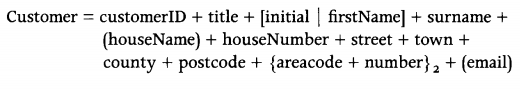 Customer = customerID + title + [initial | firstName] + surname +
(houseName) + houseNumber + street + town +
county + postcode + {areacode + number} 2 + (email)